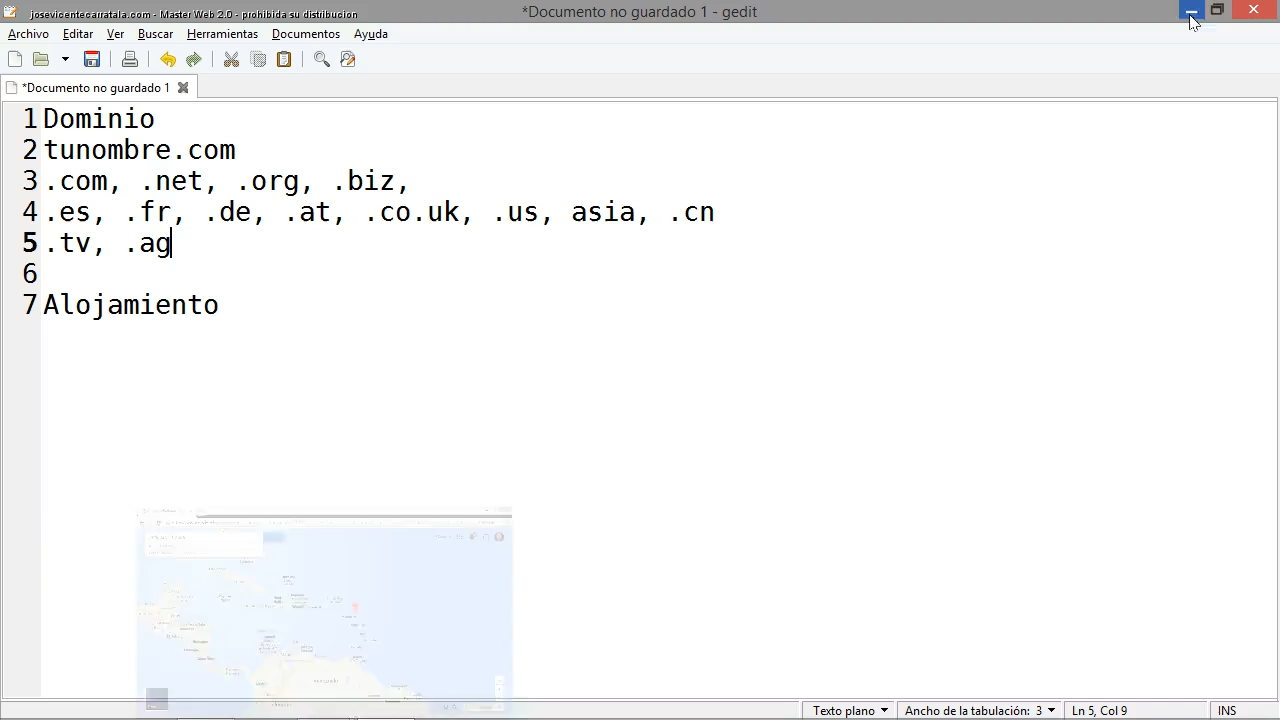 josevicentecarratala.com - Master Web 2.0 - prohibida su distribucion
*Documento no guardado 1 - gedit
Archivo Editar Ver Buscar Herramientas Documentos Ayuda
*Documento no guardado 1
1 Dominio
2 tunombre.com
3 .com, .net, .org, .biz,
4 .es, .fr, .de, .at, .co.uk, .us, asia, .cn
5 .tv, .ag
6
7 Alojamiento
Texto plano Ancho de la tabulación: 3 Ln 5, Col 9 INS